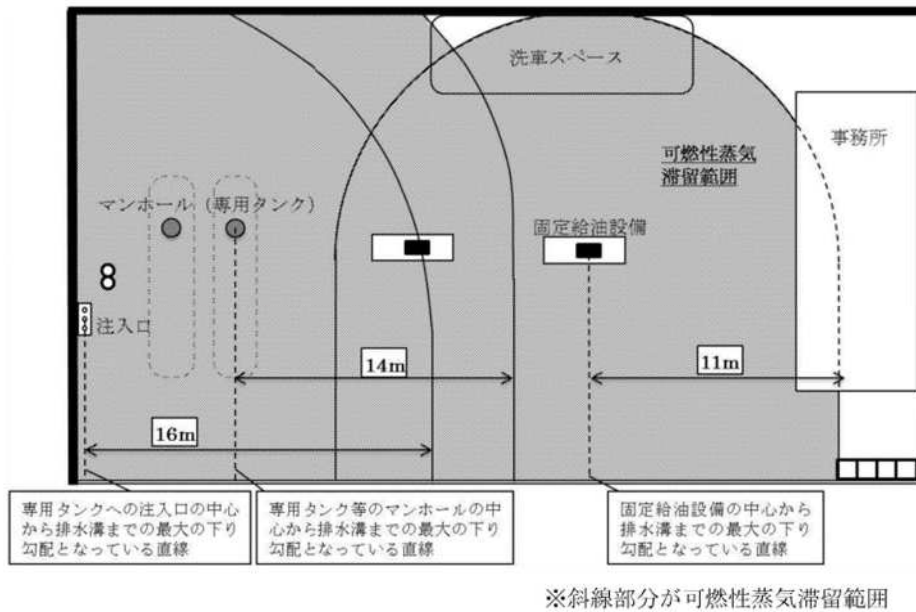 洗車スペース
事務所
可燃性蒸気
滞留範囲
マンホール（専用タンク）
固定給油設備
注入口
14m
11m
16m
専用タンクへの注入口の中心
から排水溝までの最大の下り
勾配となっている直線
専用タンク等のマンホールの中
心から排水溝までの最大の下り
勾配となっている直線
固定給油設備の中心から
排水溝までの最大の下り
勾配となっている直線
※斜線部分が可燃性蒸気滞留範囲